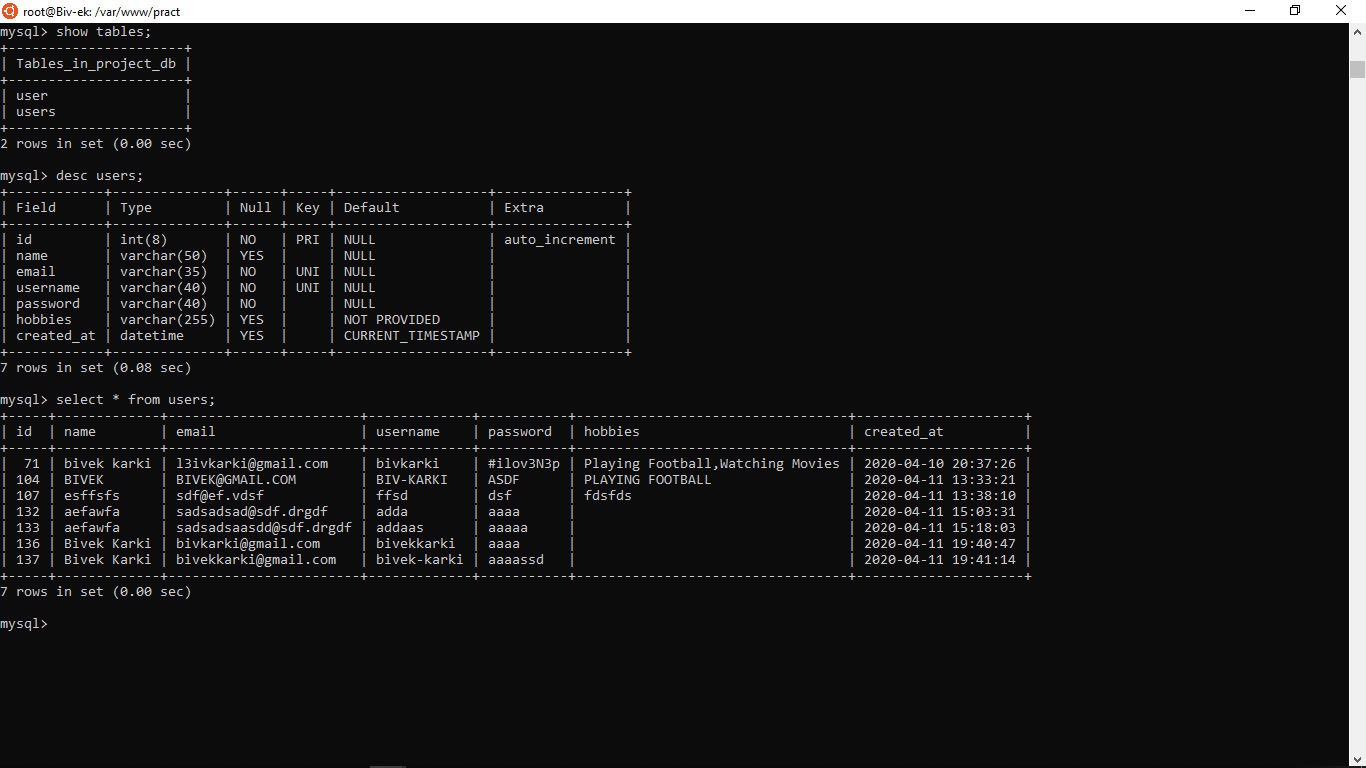 root@Biv-ek: /var/www/pract
mysql> show tables;
+----------------------+
| Tables_in_project_db |
+----------------------+
| user                 |
| users                |
+----------------------+
2 rows in set (0.00 sec)
mysql> desc users;
+------------+--------------+------+-----+-------------------+----------------+
| Field      | Type         | Null | Key | Default           | Extra          |
+------------+--------------+------+-----+-------------------+----------------+
| id         | int(8)       | NO   | PRI | NULL              | auto_increment |
| name       | varchar(50)  | YES  |     | NULL              |                |
| email      | varchar(35)  | NO   | UNI | NULL              |                |
| username   | varchar(40)  | NO   | UNI | NULL              |                |
| password   | varchar(40)  | NO   |     | NULL              |                |
| hobbies    | varchar(255) | YES  |     | NOT PROVIDED      |                |
| created_at | datetime     | YES  |     | CURRENT_TIMESTAMP |                |
+------------+--------------+------+-----+-------------------+----------------+
7 rows in set (0.08 sec)
mysql> select * from users;
+-----+-------------+------------------------+-------------+-----------+----------------------------------+---------------------+
| id  | name        | email                  | username    | password  | hobbies                          | created_at          |
+-----+-------------+------------------------+-------------+-----------+----------------------------------+---------------------+
|  71 | bivek karki | l3ivkarki@gmail.com    | bivkarki    | #ilov3N3p | Playing Football,Watching Movies | 2020-04-10 20:37:26 |
| 104 | BIVEK       | BIVEK@GMAIL.COM        | BIV-KARKI   | ASDF      | PLAYING FOOTBALL                 | 2020-04-11 13:33:21 |
| 107 | esffsfs     | sdf@ef.vdsf            | ffsd        | dsf       | fdsfds                           | 2020-04-11 13:38:10 |
| 132 | aefawfa     | sadsadsad@sdf.drgdf    | adda        | aaaa      |                                  | 2020-04-11 15:03:31 |
| 133 | aefawfa     | sadsadsaasdd@sdf.drgdf | addaas      | aaaaa     |                                  | 2020-04-11 15:18:03 |
| 136 | Bivek Karki | bivkarki@gmail.com     | bivekkarki  | aaaa      |                                  | 2020-04-11 19:40:47 |
| 137 | Bivek Karki | bivekkarki@gmail.com   | bivek-karki | aaaassd   |                                  | 2020-04-11 19:41:14 |
+-----+-------------+------------------------+-------------+-----------+----------------------------------+---------------------+
7 rows in set (0.00 sec)
mysql>